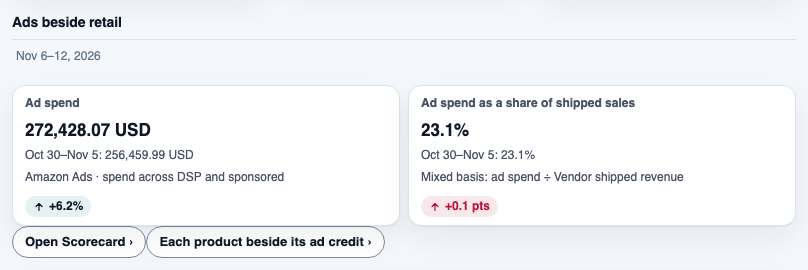 Ads beside retail
Nov 6–12, 2026
Ad spend
272,428.07 USD
Oct 30–Nov 5: 256,459.99 USD
Amazon Ads · spend across DSP and sponsored
↑ +6.2%
Ad spend as a share of shipped sales
23.1%
Oct 30–Nov 5: 23.1%
Mixed basis: ad spend ÷ Vendor shipped revenue
↑ +0.1 pts
Open Scorecard ›
Each product beside its ad credit ›